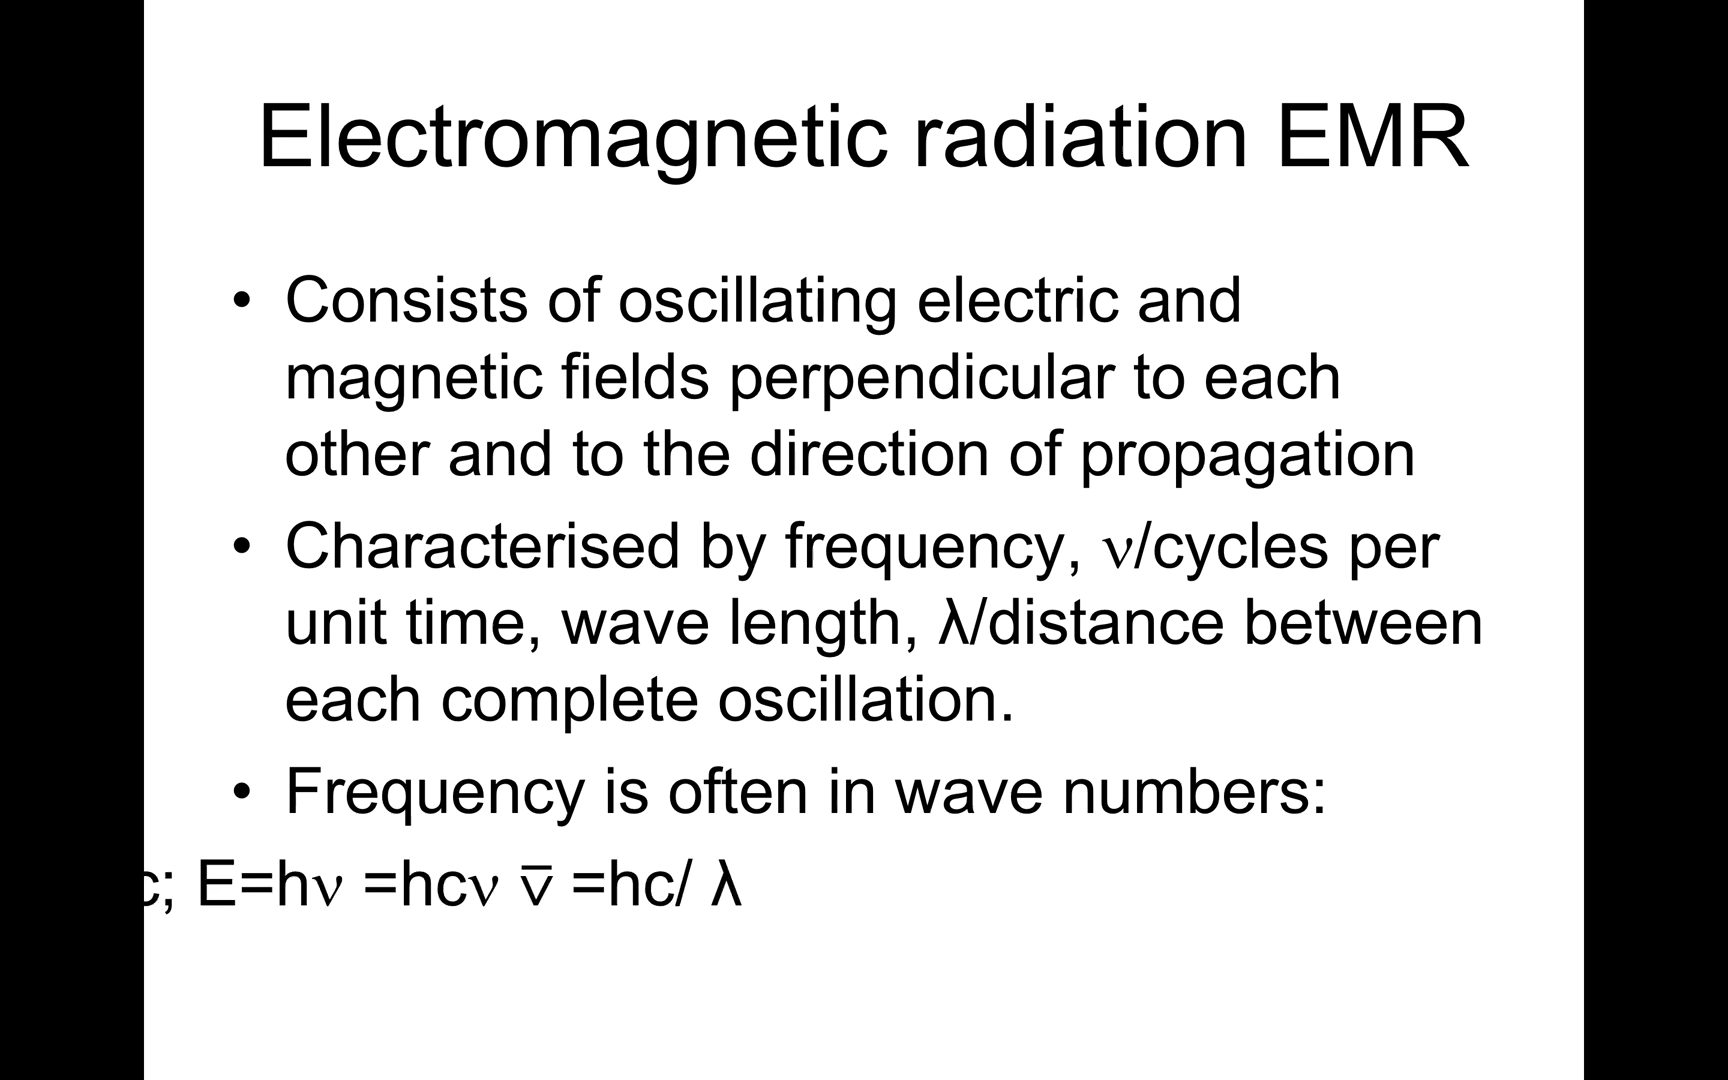 Electromagnetic radiation EMR
• Consists of oscillating electric and
magnetic fields perpendicular to each
other and to the direction of propagation
• Characterised by frequency, ν/cycles per
unit time, wave length, λ/distance between
each complete oscillation.
• Frequency is often in wave numbers:
c; E=hν =hcν v̅ =hc/ λ